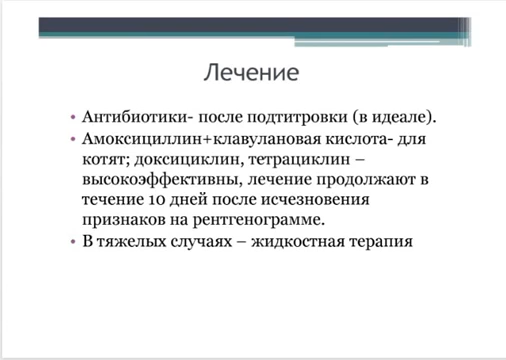 Лечение
• Антибиотики- после подтитровки (в идеале).
• Амоксициллин+клавулановая кислота- для
котят; доксициклин, тетрациклин –
высокоэффективны, лечение продолжают в
течение 10 дней после исчезновения
признаков на рентгенограмме.
• В тяжелых случаях – жидкостная терапия